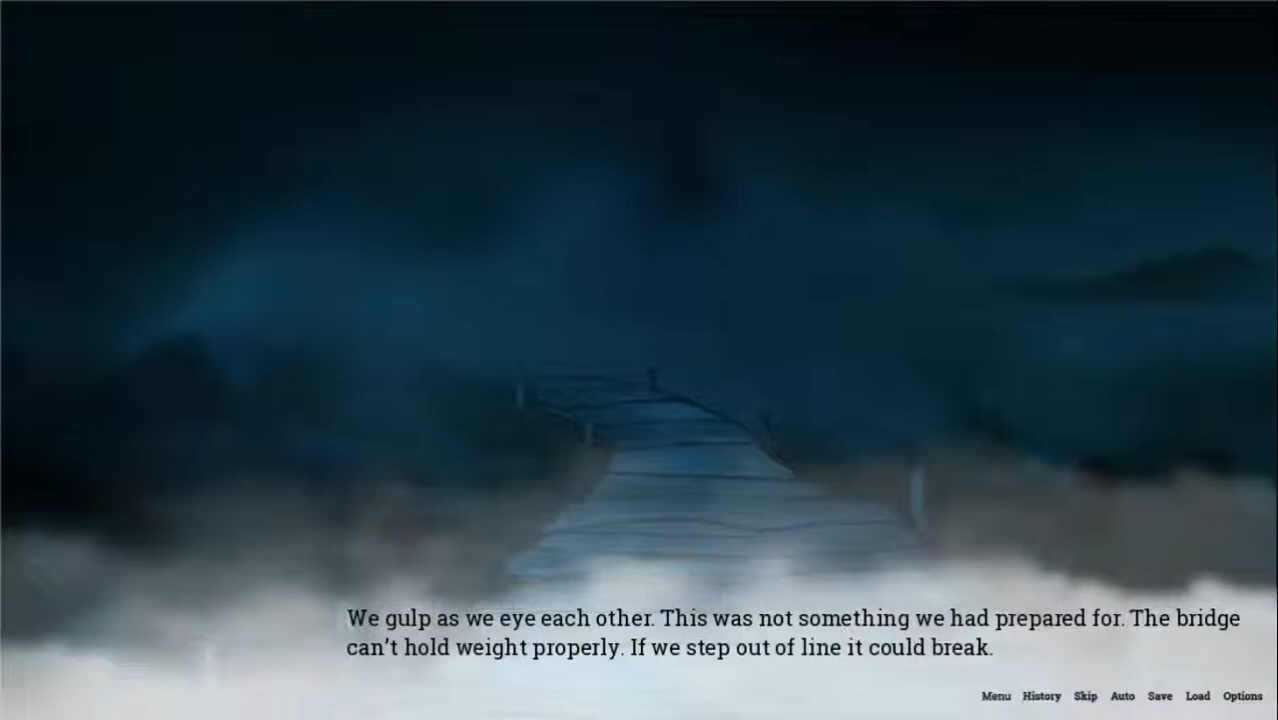 We gulp as we eye each other. This was not something we had prepared for. The bridge
can't hold weight properly. If we step out of line it could break.
Menu History Skip Auto Save Load Options